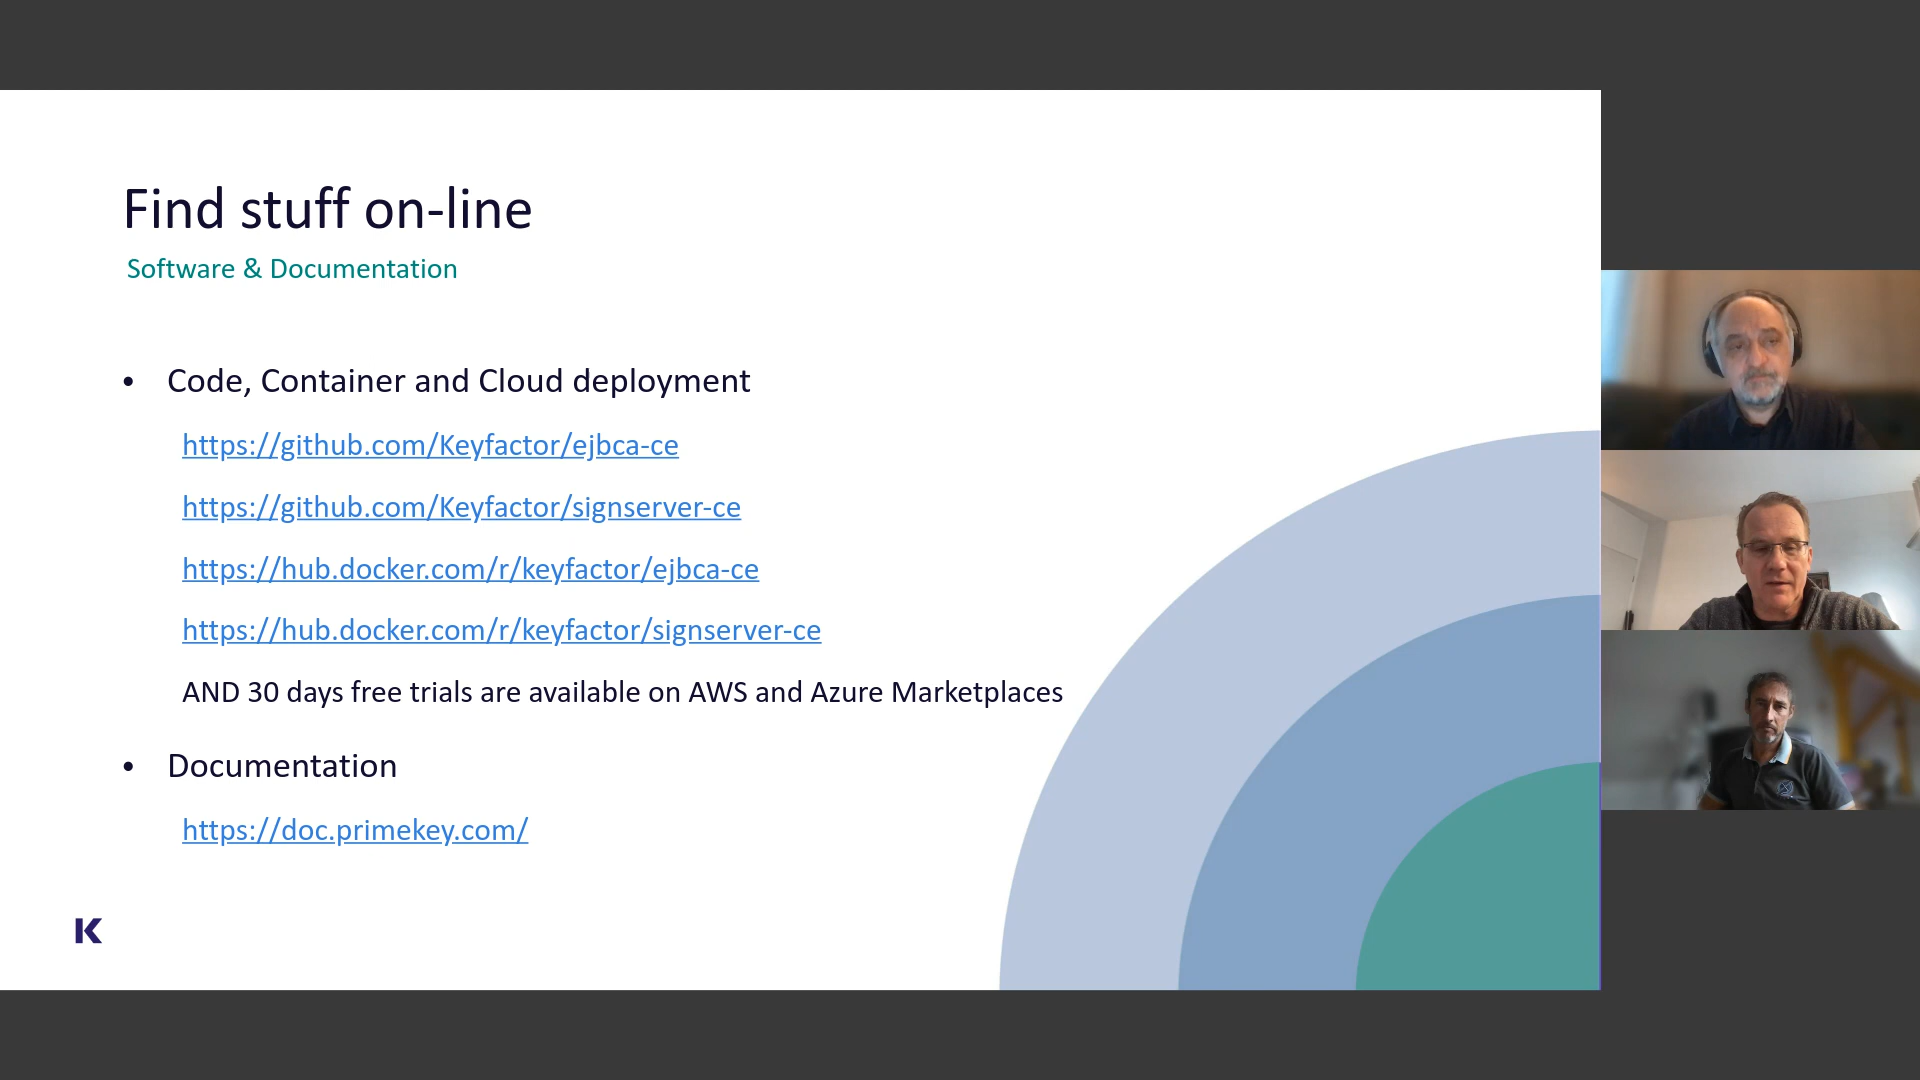 Find stuff on-line
Software & Documentation
• Code, Container and Cloud deployment
https://github.com/Keyfactor/ejbca-ce
https://github.com/Keyfactor/signserver-ce
https://hub.docker.com/r/keyfactor/ejbca-ce
https://hub.docker.com/r/keyfactor/signserver-ce
AND 30 days free trials are available on AWS and Azure Marketplaces
• Documentation
https://doc.primekey.com/
K